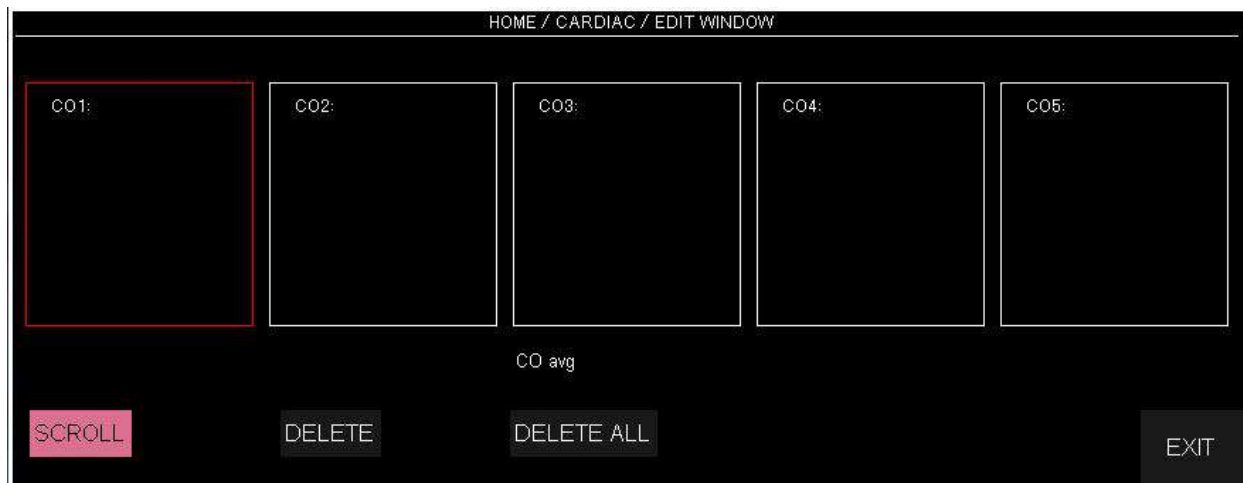 HOME / CARDIAC / EDIT WINDOW
CO1: CO2: CO3: CO4: CO5:
CO avg
SCROLL DELETE DELETE ALL EXIT